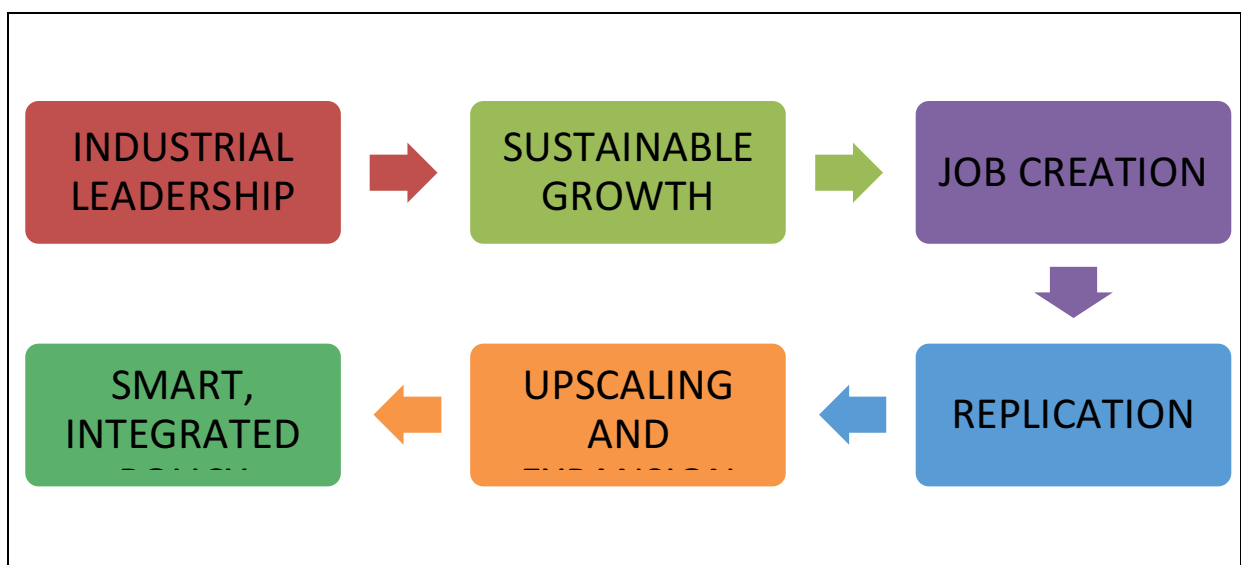 INDUSTRIAL
LEADERSHIP
SUSTAINABLE
GROWTH
JOB CREATION
REPLICATION
UPSCALING
AND
SMART,
INTEGRATED